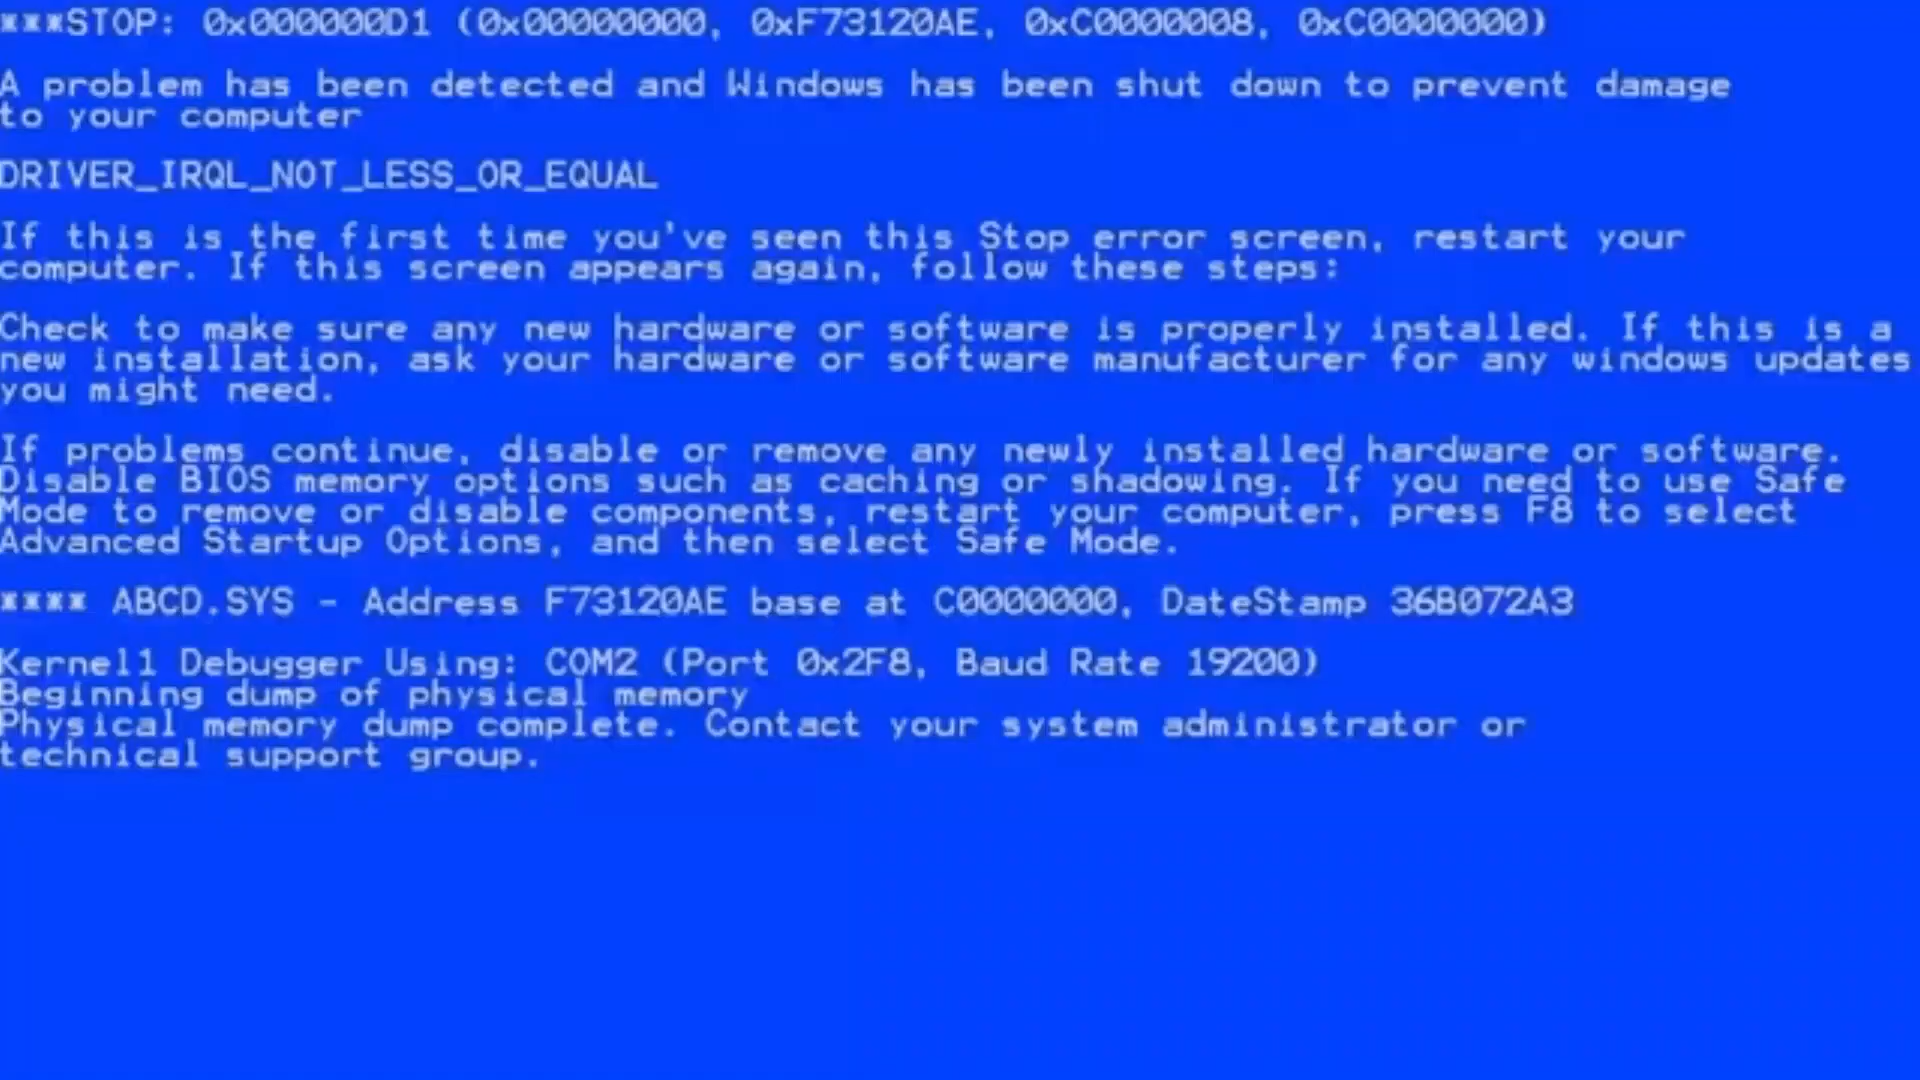 ***STOP: 0x000000D1 (0x00000000, 0xF73120AE, 0xC0000008, 0xC0000000)
A problem has been detected and Windows has been shut down to prevent damage
to your computer
DRIVER_IRQL_NOT_LESS_OR_EQUAL
If this is the first time you've seen this Stop error screen, restart your
computer. If this screen appears again, follow these steps:
Check to make sure any new hardware or software is properly installed. If this is a
new installation, ask your hardware or software manufacturer for any windows updates
you might need.
If problems continue, disable or remove any newly installed hardware or software.
Disable BIOS memory options such as caching or shadowing. If you need to use Safe
Mode to remove or disable components, restart your computer, press F8 to select
Advanced Startup Options, and then select Safe Mode.
**** ABCD.SYS - Address F73120AE base at C0000000, DateStamp 36B072A3
Kernel1 Debugger Using: COM2 (Port 0x2F8, Baud Rate 19200)
Beginning dump of physical memory
Physical memory dump complete. Contact your system administrator or
technical support group.